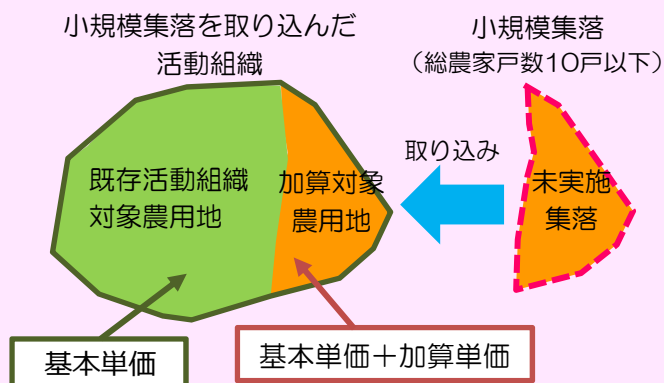 小規模集落を取り込んだ
活動組織
小規模集落
（総農家戸数10戸以下）
既存活動組織
対象農用地
加算対象
農用地
取り込み
未実施
集落
基本単価
基本単価＋加算単価